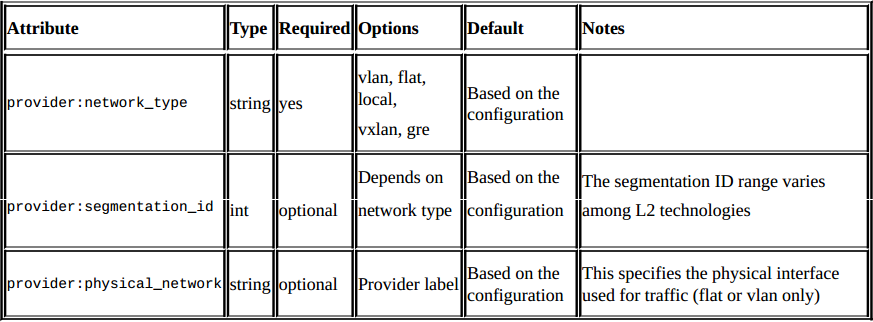 Attribute Type Required Options Default Notes
provider:network_type string yes vlan, flat, local, vxlan, gre Based on the configuration
provider:segmentation_id int optional Depends on network type Based on the configuration The segmentation ID range varies among L2 technologies
provider:physical_network string optional Provider label Based on the configuration This specifies the physical interface used for traffic (flat or vlan only)